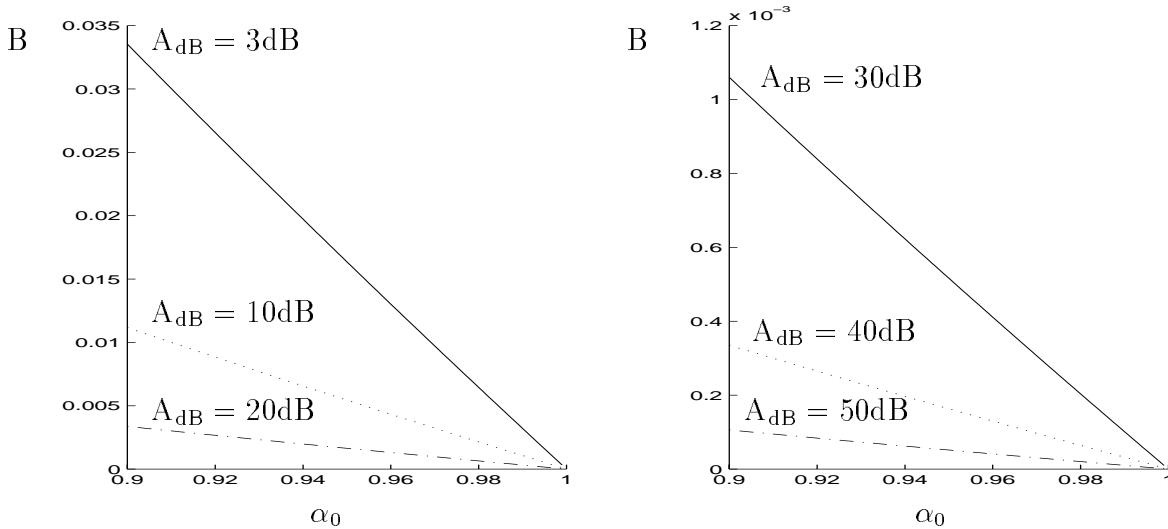 B
0.035
0.03
0.025
0.02
0.015
0.01
0.005
0
A_dB = 3dB
A_dB = 10dB
A_dB = 20dB
0.9 0.92 0.94 0.96 0.98 1
α₀
B
x 10⁻³
1.2
1
0.8
0.6
0.4
0.2
0
A_dB = 30dB
A_dB = 40dB
A_dB = 50dB
0.9 0.92 0.94 0.96 0.98 1
α₀